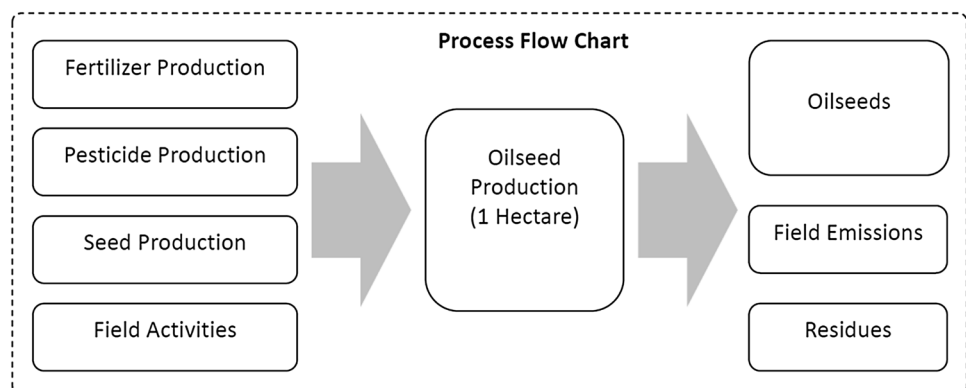 Process Flow Chart
Fertilizer Production
Pesticide Production
Seed Production
Field Activities
Oilseed
Production
(1 Hectare)
Oilseeds
Field Emissions
Residues